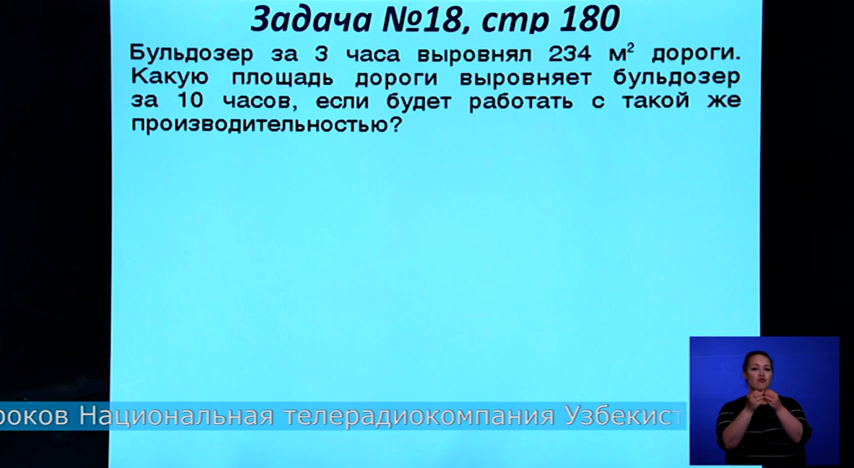 Задача №18, стр 180
Бульдозер за 3 часа выровнял 234 м² дороги.
Какую площадь дороги выровняет бульдозер
за 10 часов, если будет работать с такой же
производительностью?
роков Национальная телерадиокомпания Узбекист